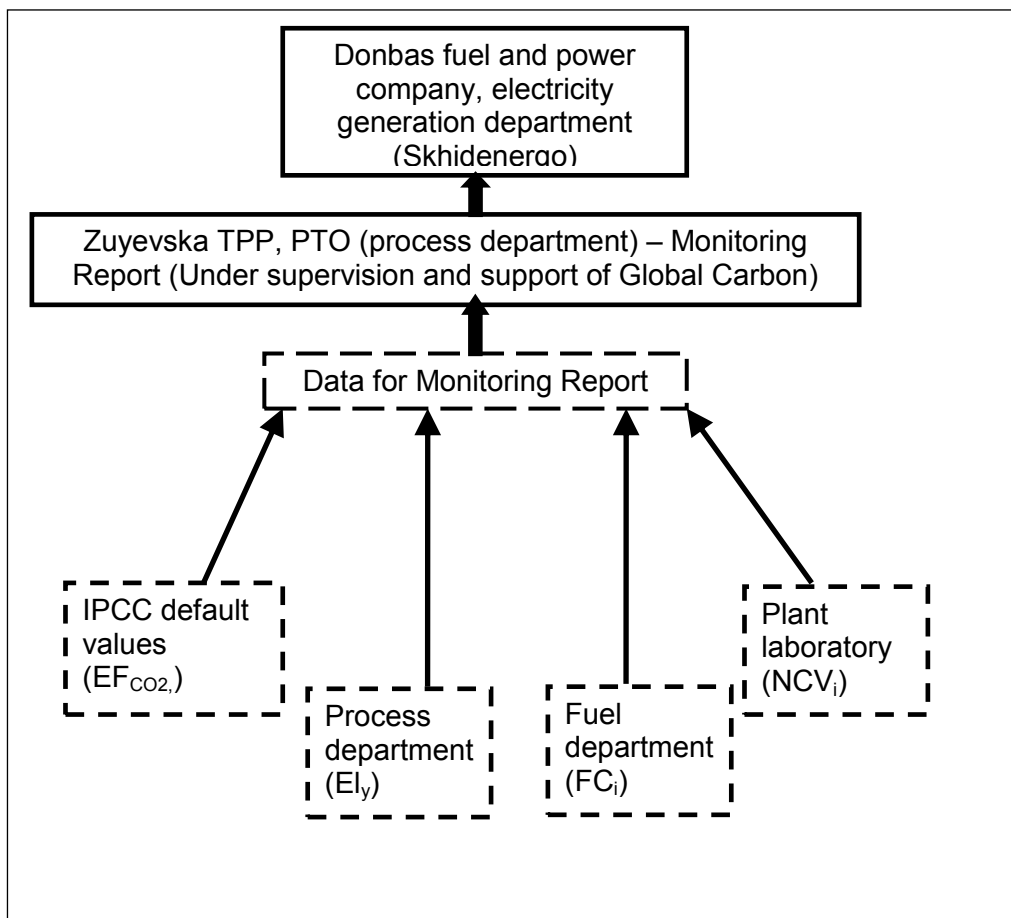 Donbas fuel and power
company, electricity
generation department
(Skhidenergo)
Zuyevska TPP, PTO (process department) – Monitoring
Report (Under supervision and support of Global Carbon)
Data for Monitoring Report
IPCC default
values
(EFCO2,)
Plant
laboratory
(NCVi)
Process
department
(Ely)
Fuel
department
(FCi)